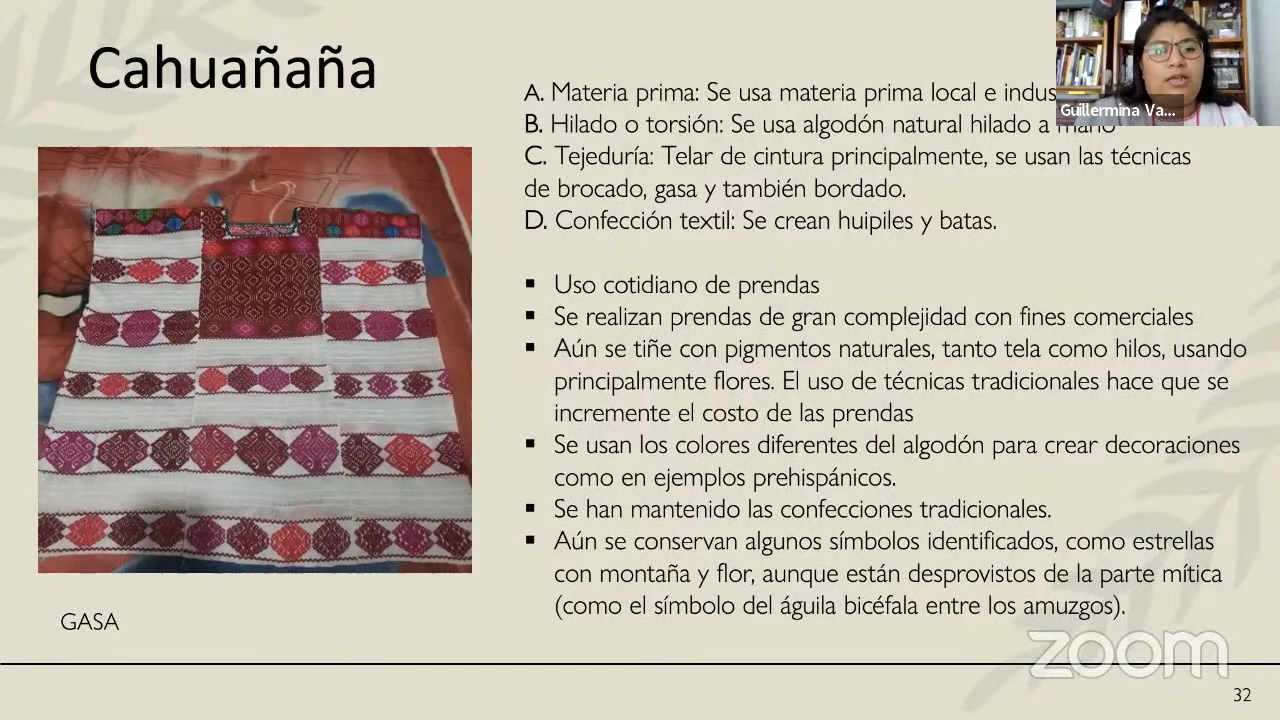 Cahuañaña
A. Materia prima: Se usa materia prima local e
Guillermina Va...
B. Hilado o torsión: Se usa algodón natural hilado a mano
C. Tejeduría: Telar de cintura principalmente, se usan las técnicas
de brocado, gasa y también bordado.
D. Confección textil: Se crean huipiles y batas.
▪ Uso cotidiano de prendas
▪ Se realizan prendas de gran complejidad con fines comerciales
▪ Aún se tiñe con pigmentos naturales, tanto tela como hilos, usando
principalmente flores. El uso de técnicas tradicionales hace que se
incremente el costo de las prendas
▪ Se usan los colores diferentes del algodón para crear decoraciones
como en ejemplos prehispánicos.
▪ Se han mantenido las confecciones tradicionales.
▪ Aún se conservan algunos símbolos identificados, como estrellas
con montaña y flor, aunque están desprovistos de la parte mítica
(como el símbolo del águila bicéfala entre los amuzgos).
GASA
zoom
32